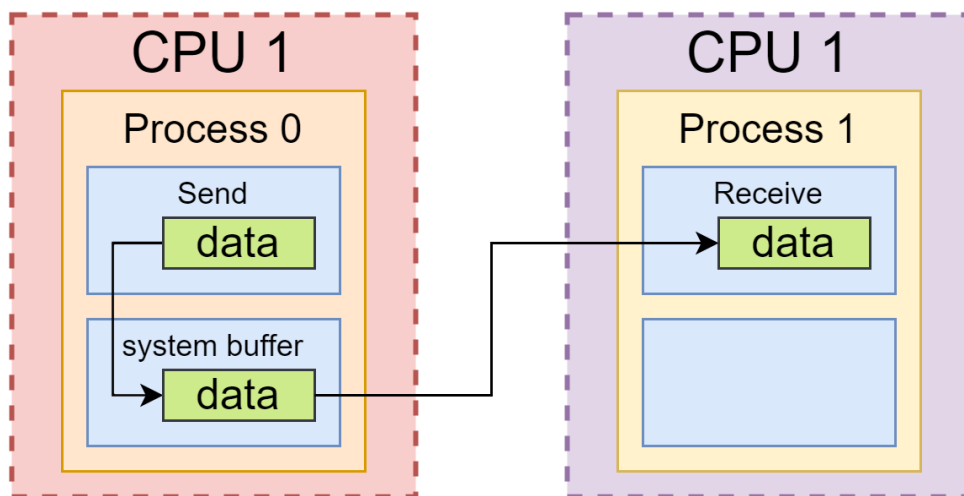 CPU 1
Process 0
Send
data
system buffer
data
CPU 1
Process 1
Receive
data